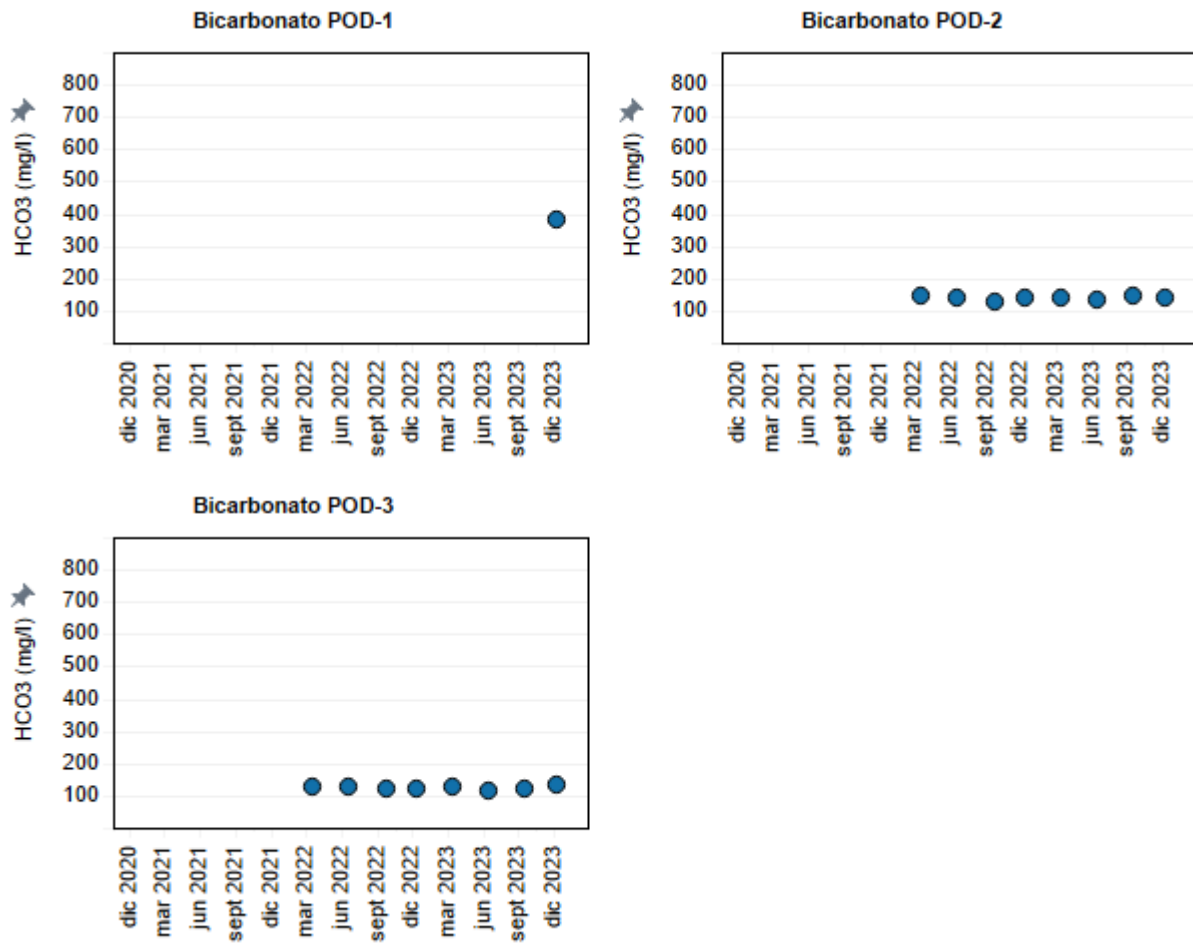 Bicarbonato POD-1
HCO3 (mg/l)
800
700
600
500
400
300
200
100
dic 2020
mar 2021
jun 2021
sept 2021
dic 2021
mar 2022
jun 2022
sept 2022
dic 2022
mar 2023
jun 2023
sept 2023
dic 2023
Bicarbonato POD-2
HCO3 (mg/l)
800
700
600
500
400
300
200
100
dic 2020
mar 2021
jun 2021
sept 2021
dic 2021
mar 2022
jun 2022
sept 2022
dic 2022
mar 2023
jun 2023
sept 2023
dic 2023
Bicarbonato POD-3
HCO3 (mg/l)
800
700
600
500
400
300
200
100
dic 2020
mar 2021
jun 2021
sept 2021
dic 2021
mar 2022
jun 2022
sept 2022
dic 2022
mar 2023
jun 2023
sept 2023
dic 2023